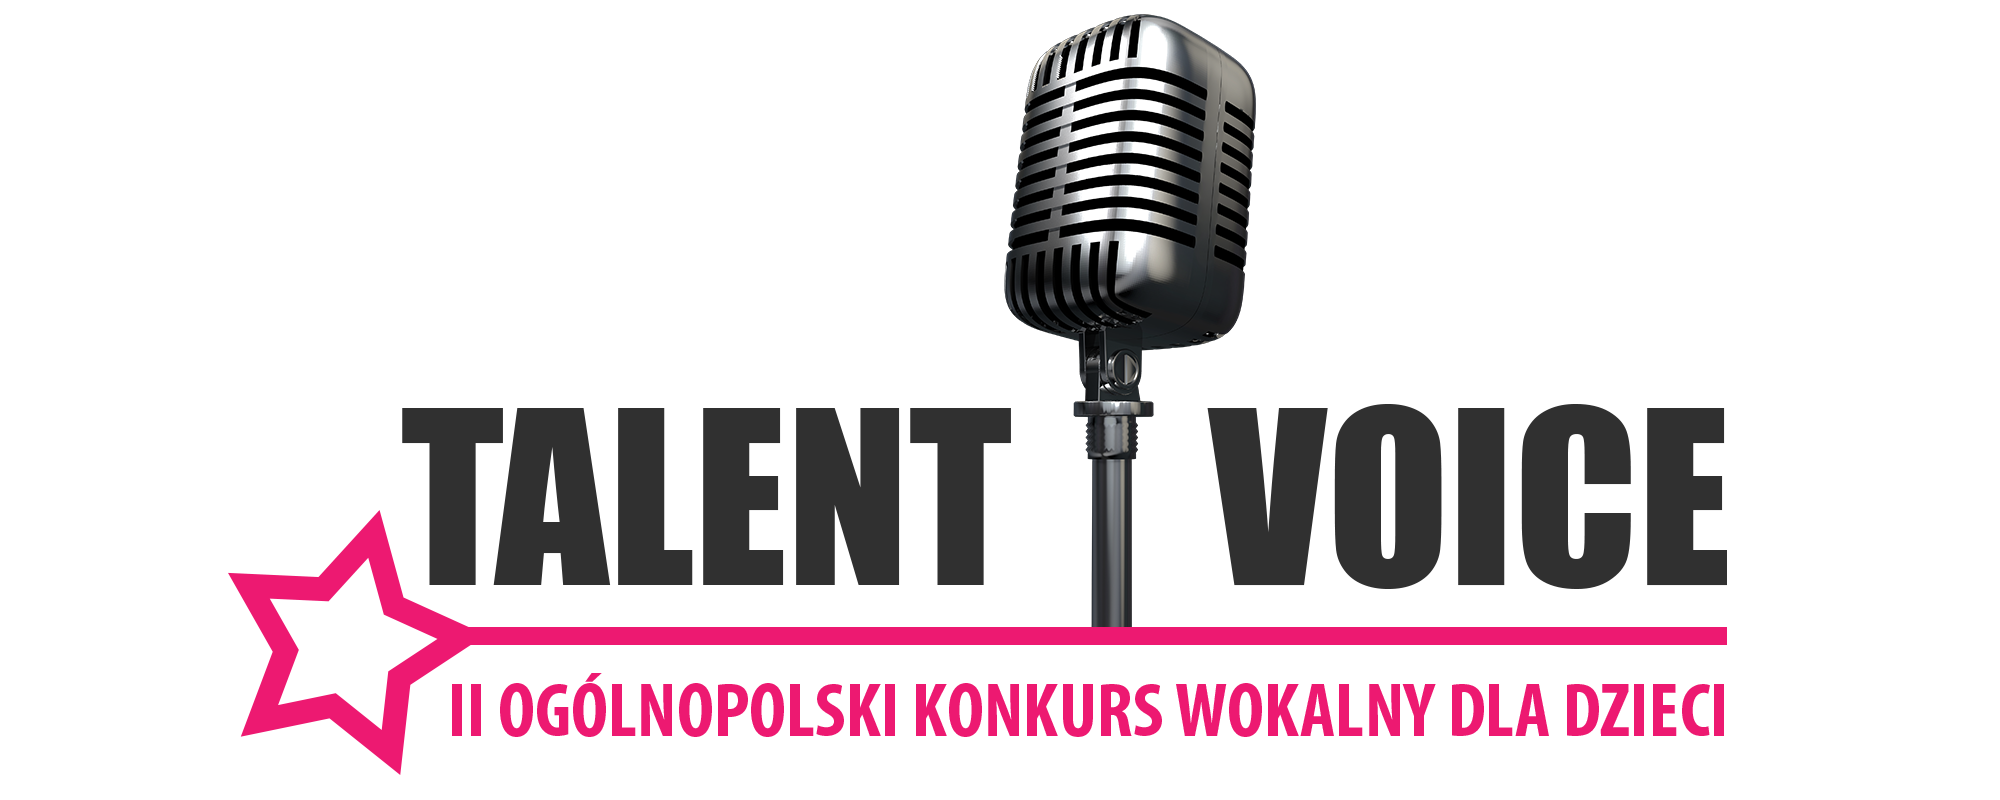 TALENT VOICE
II OGÓLNOPOLSKI KONKURS WOKALNY DLA DZIECI